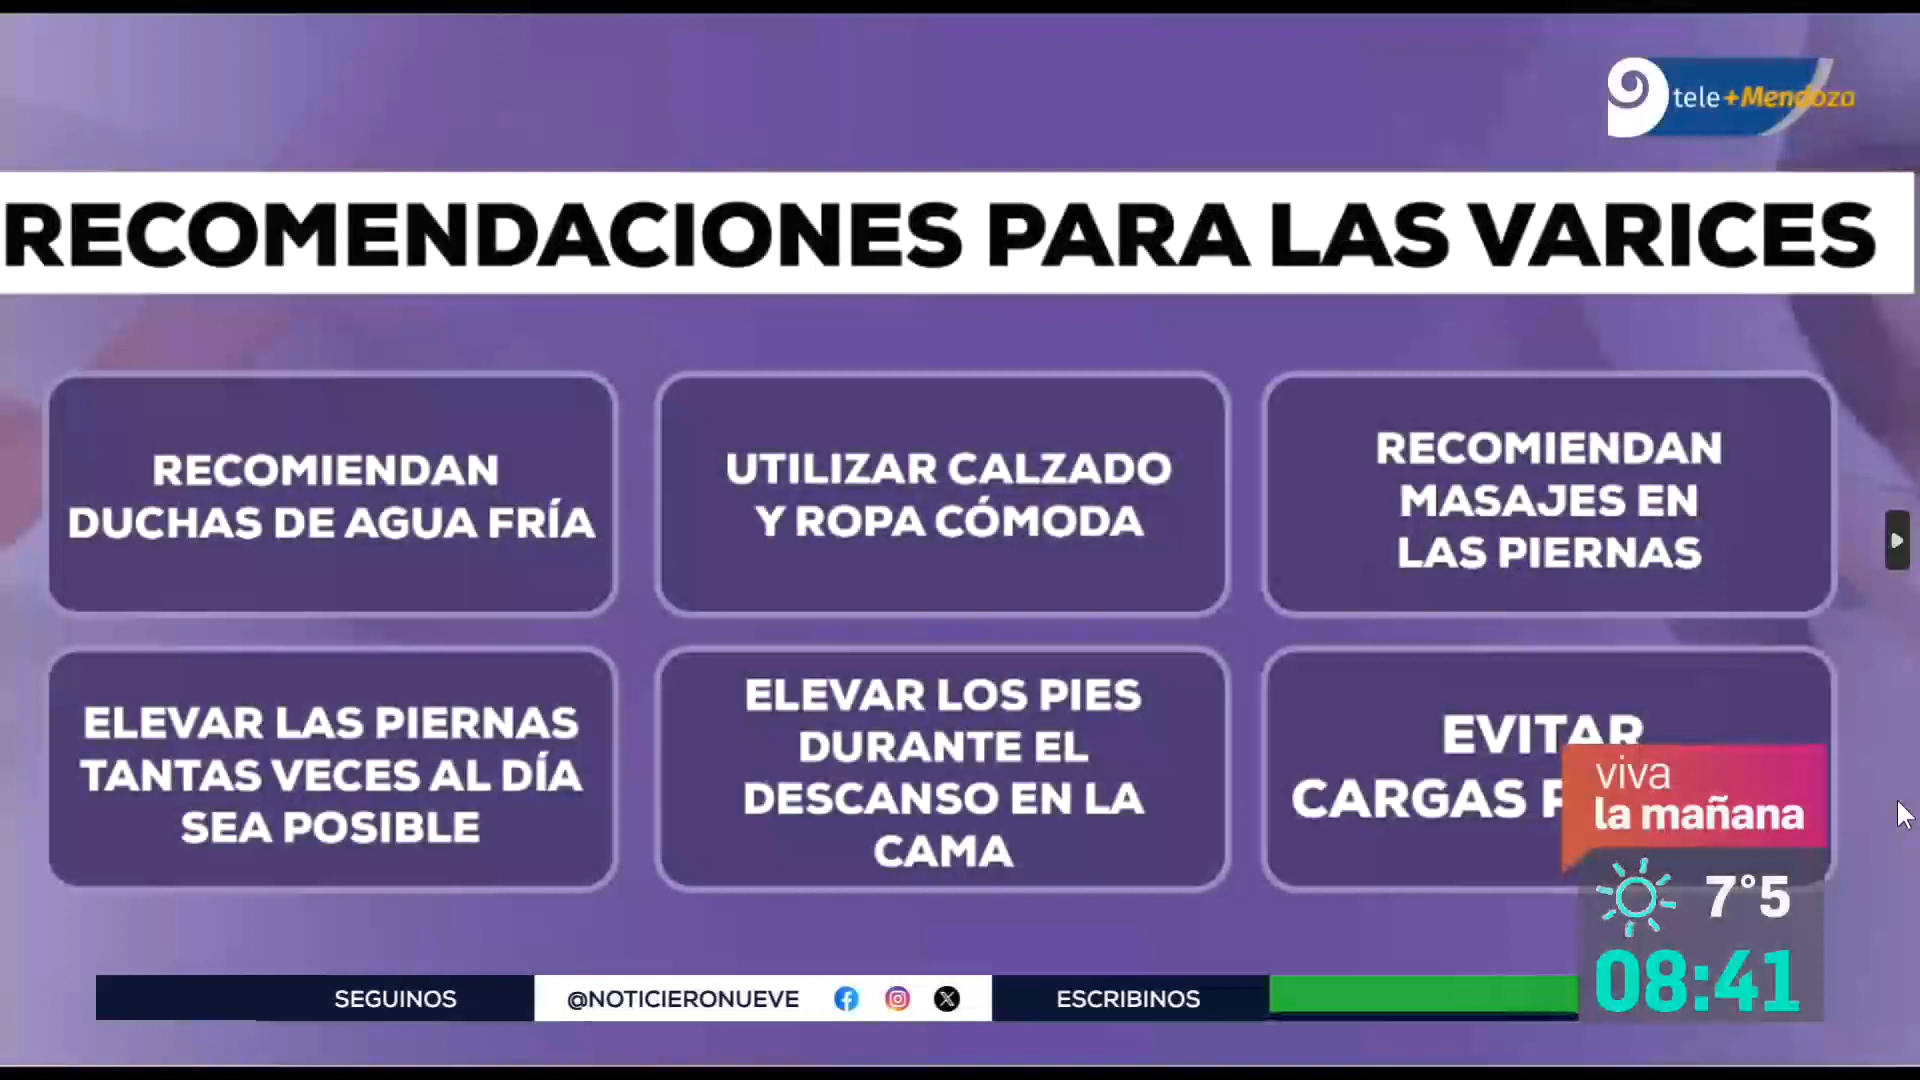 9 tele +Mendoza
RECOMENDACIONES PARA LAS VARICES
RECOMIENDAN
DUCHAS DE AGUA FRÍA
UTILIZAR CALZADO
Y ROPA CÓMODA
RECOMIENDAN
MASAJES EN
LAS PIERNAS
ELEVAR LAS PIERNAS
TANTAS VECES AL DÍA
SEA POSIBLE
ELEVAR LOS PIES
DURANTE EL
DESCANSO EN LA
CAMA
EVITAR
CARGAS
viva
la mañana
7°5
08:41
SEGUINOS
@NOTICIERONUEVE
ESCRIBINOS